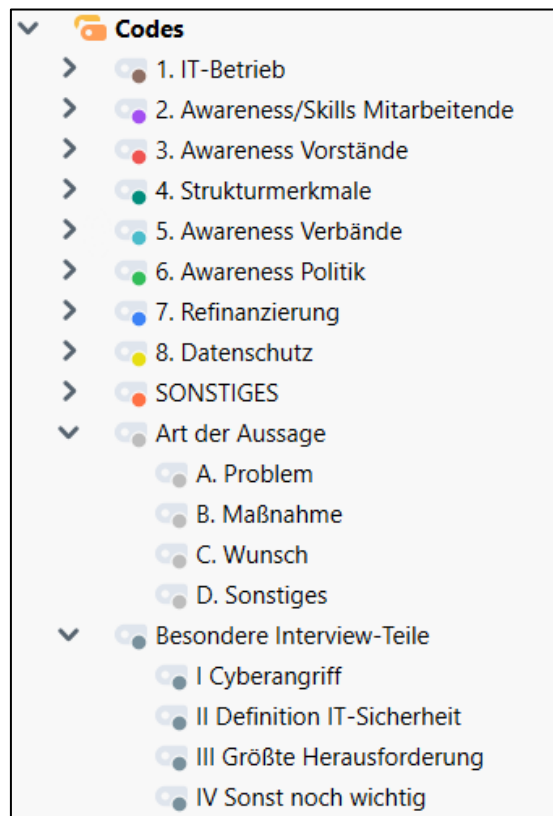 Codes
1. IT-Betrieb
2. Awareness/Skills Mitarbeitende
3. Awareness Vorstände
4. Strukturmerkmale
5. Awareness Verbände
6. Awareness Politik
7. Refinanzierung
8. Datenschutz
SONSTIGES
Art der Aussage
A. Problem
B. Maßnahme
C. Wunsch
D. Sonstiges
Besondere Interview-Teile
I Cyberangriff
II Definition IT-Sicherheit
III Größte Herausforderung
IV Sonst noch wichtig